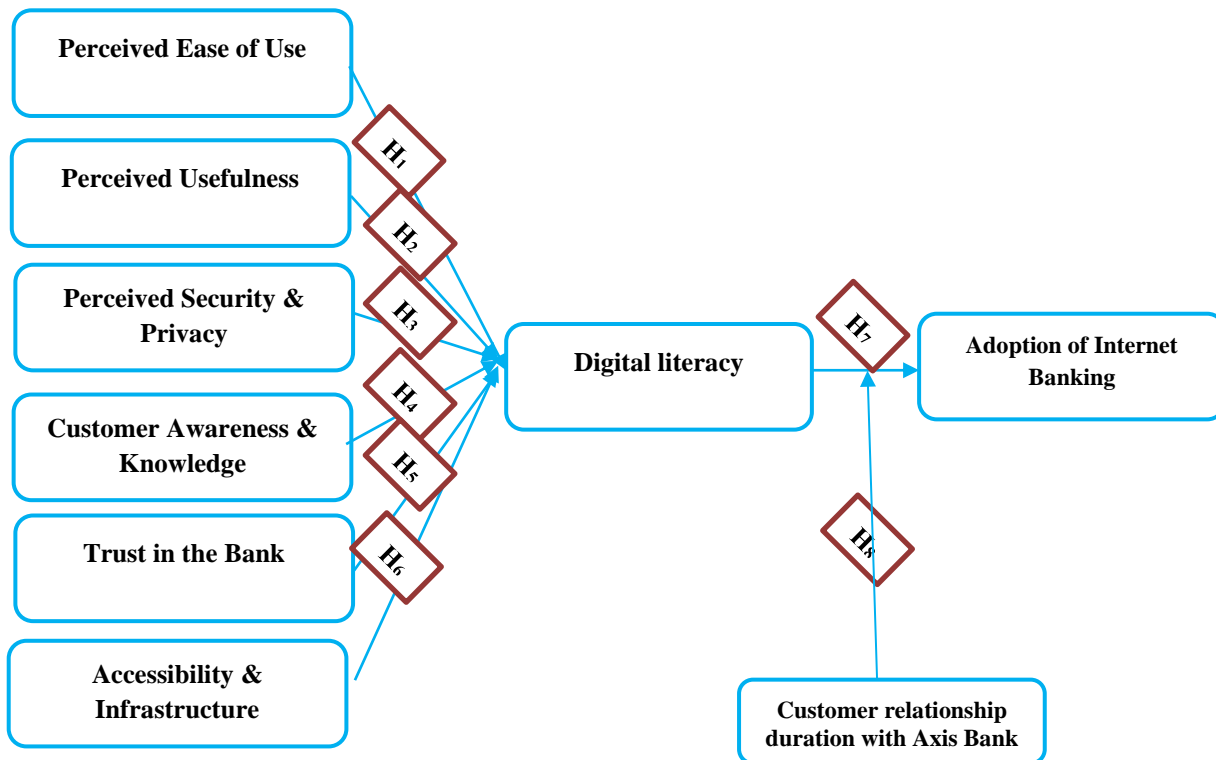 Perceived Ease of Use
H₁
Perceived Usefulness
H₂
Perceived Security &
Privacy
H₃
Customer Awareness &
Knowledge
H₄
Trust in the Bank
H₅
Accessibility &
Infrastructure
H₆
Digital literacy
H₇
Adoption of Internet
Banking
H₈
Customer relationship
duration with Axis Bank